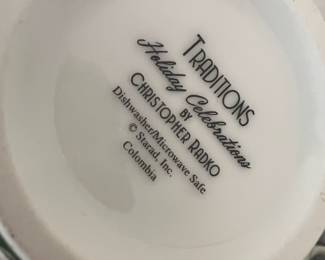 TRADITIONS
Holiday Celebrations
BY
CHRISTOPHER RADKO
Dishwasher/Microwave Safe
© Starad, Inc.
Colombia